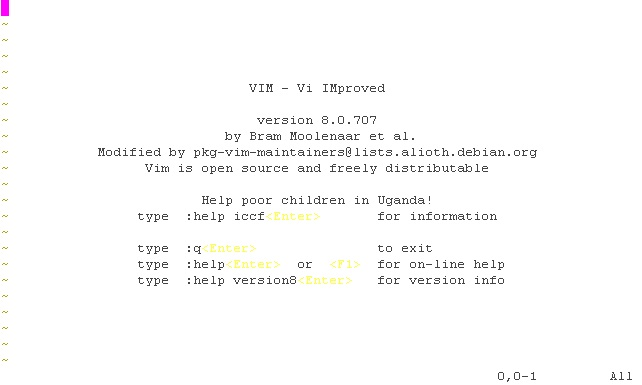 ~
~
~
~
~ VIM - Vi IMproved
~
~ version 8.0.707
~ by Bram Moolenaar et al.
~ Modified by pkg-vim-maintainers@lists.alioth.debian.org
~ Vim is open source and freely distributable
~
~ Help poor children in Uganda!
~ type :help iccf<Enter> for information
~
~ type :q<Enter> to exit
~ type :help<Enter> or <F1> for on-line help
~ type :help version8<Enter> for version info
~
~
~
~
~
0,0-1 All